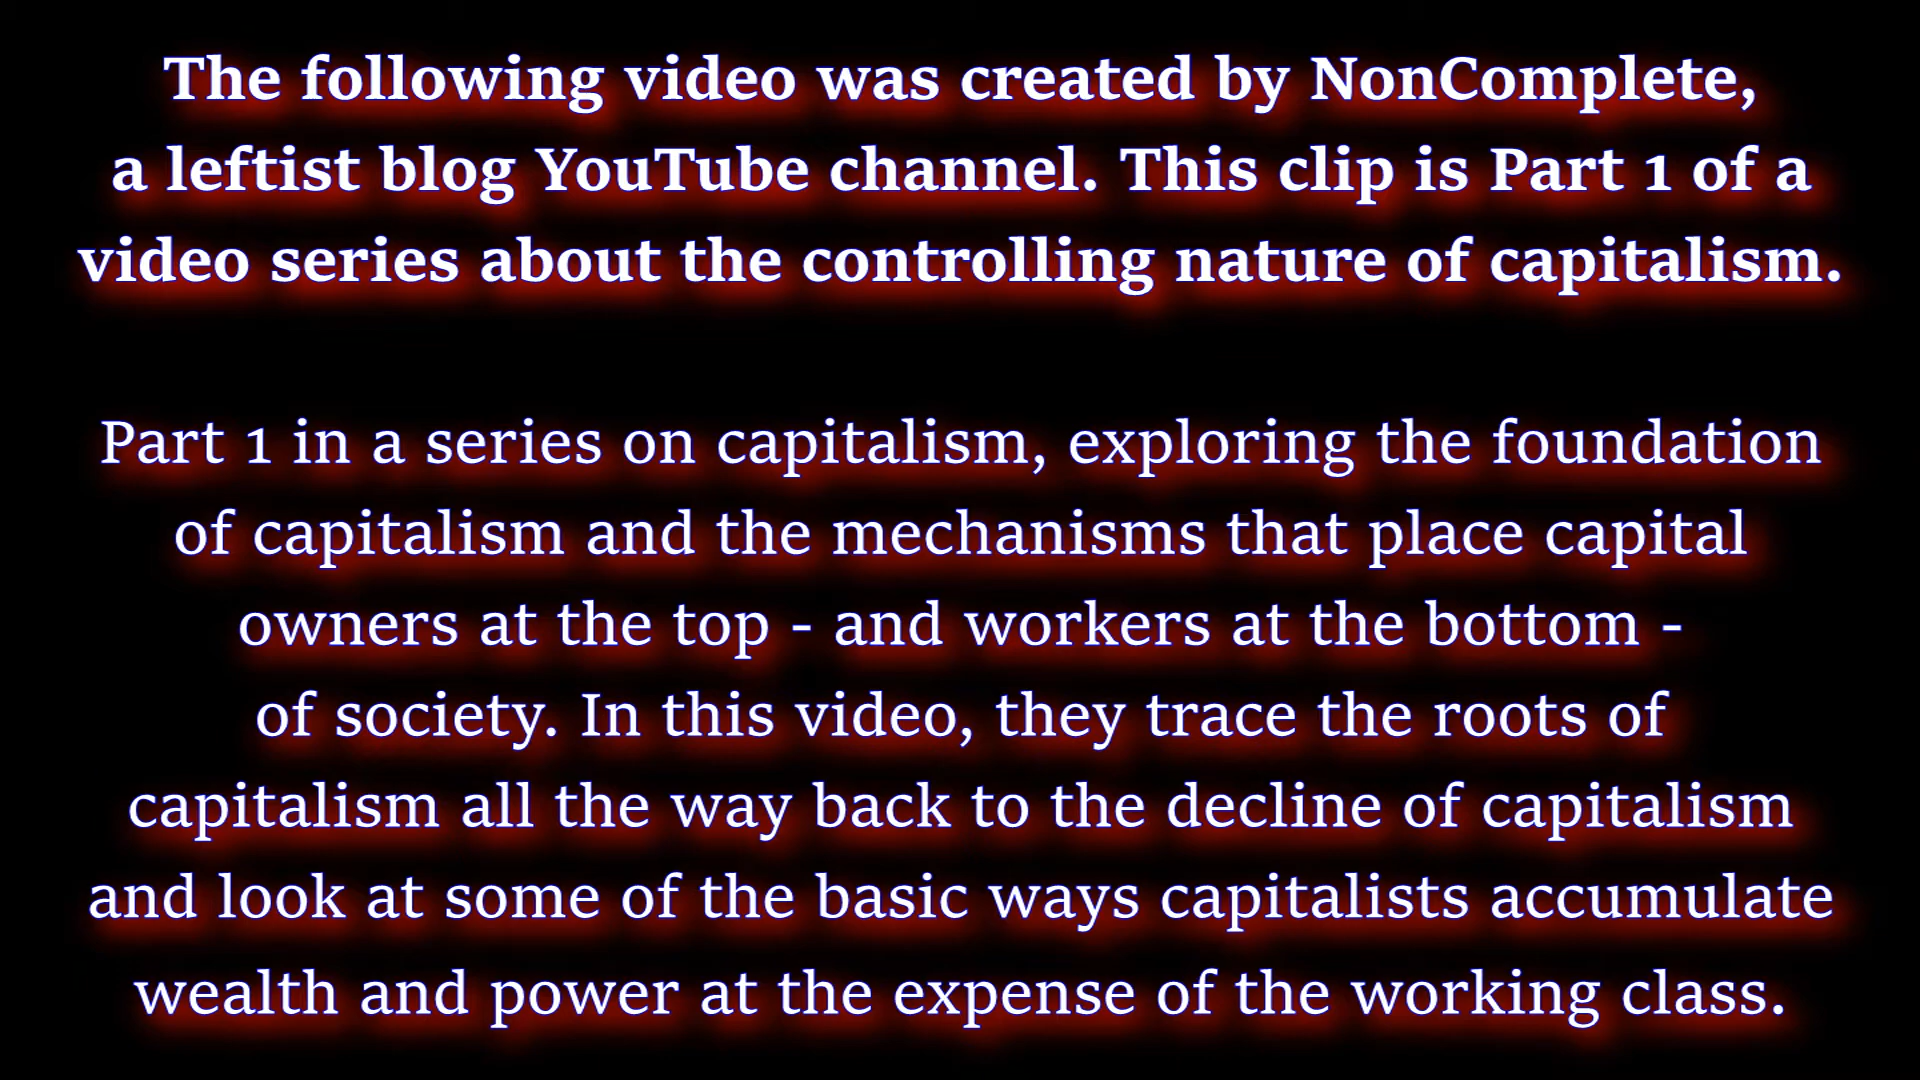 The following video was created by NonComplete,
a leftist blog YouTube channel. This clip is Part 1 of a
video series about the controlling nature of capitalism.
Part 1 in a series on capitalism, exploring the foundation
of capitalism and the mechanisms that place capital
owners at the top - and workers at the bottom -
of society. In this video, they trace the roots of
capitalism all the way back to the decline of capitalism
and look at some of the basic ways capitalists accumulate
wealth and power at the expense of the working class.